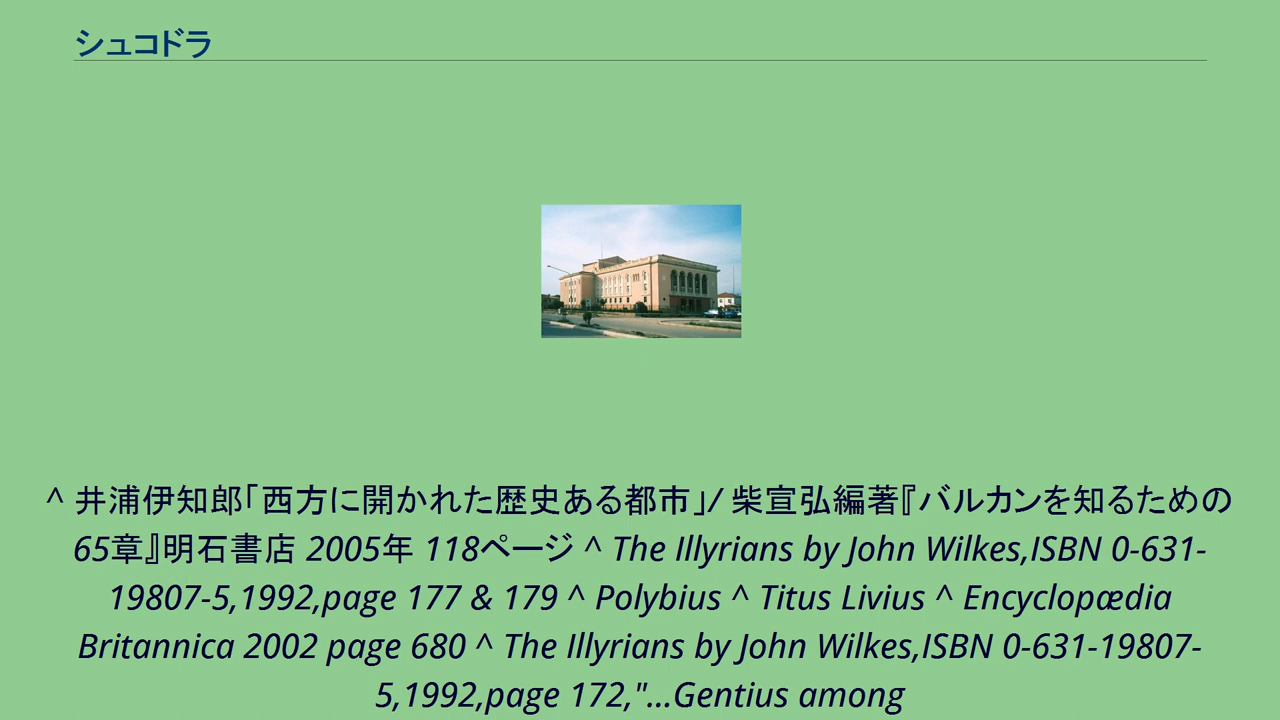 シュコドラ
^ 井浦伊知郎「西方に開かれた歴史ある都市」/ 柴宣弘編著『バルカンを知るための
65章』明石書店 2005年 118ページ ^ The Illyrians by John Wilkes,ISBN 0-631-
19807-5,1992,page 177 & 179 ^ Polybius ^ Titus Livius ^ Encyclopædia
Britannica 2002 page 680 ^ The Illyrians by John Wilkes,ISBN 0-631-19807-
5,1992,page 172,"...Gentius among